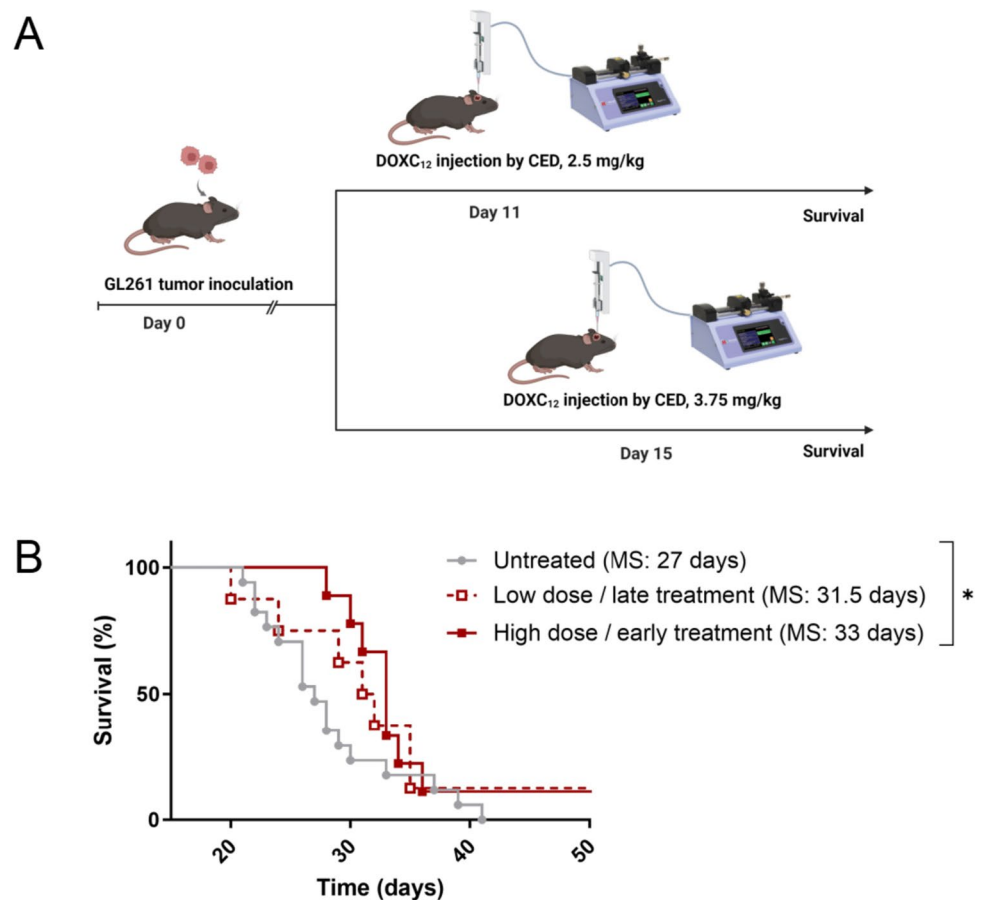 A
DOXC₁₂ injection by CED, 2.5 mg/kg
Day 11
Survival
GL261 tumor inoculation
Day 0
DOXC₁₂ injection by CED, 3.75 mg/kg
Day 15
Survival
B
Survival (%)
100
50
0
20
30
40
50
Time (days)
Untreated (MS: 27 days)
Low dose / late treatment (MS: 31.5 days)
High dose / early treatment (MS: 33 days)
*